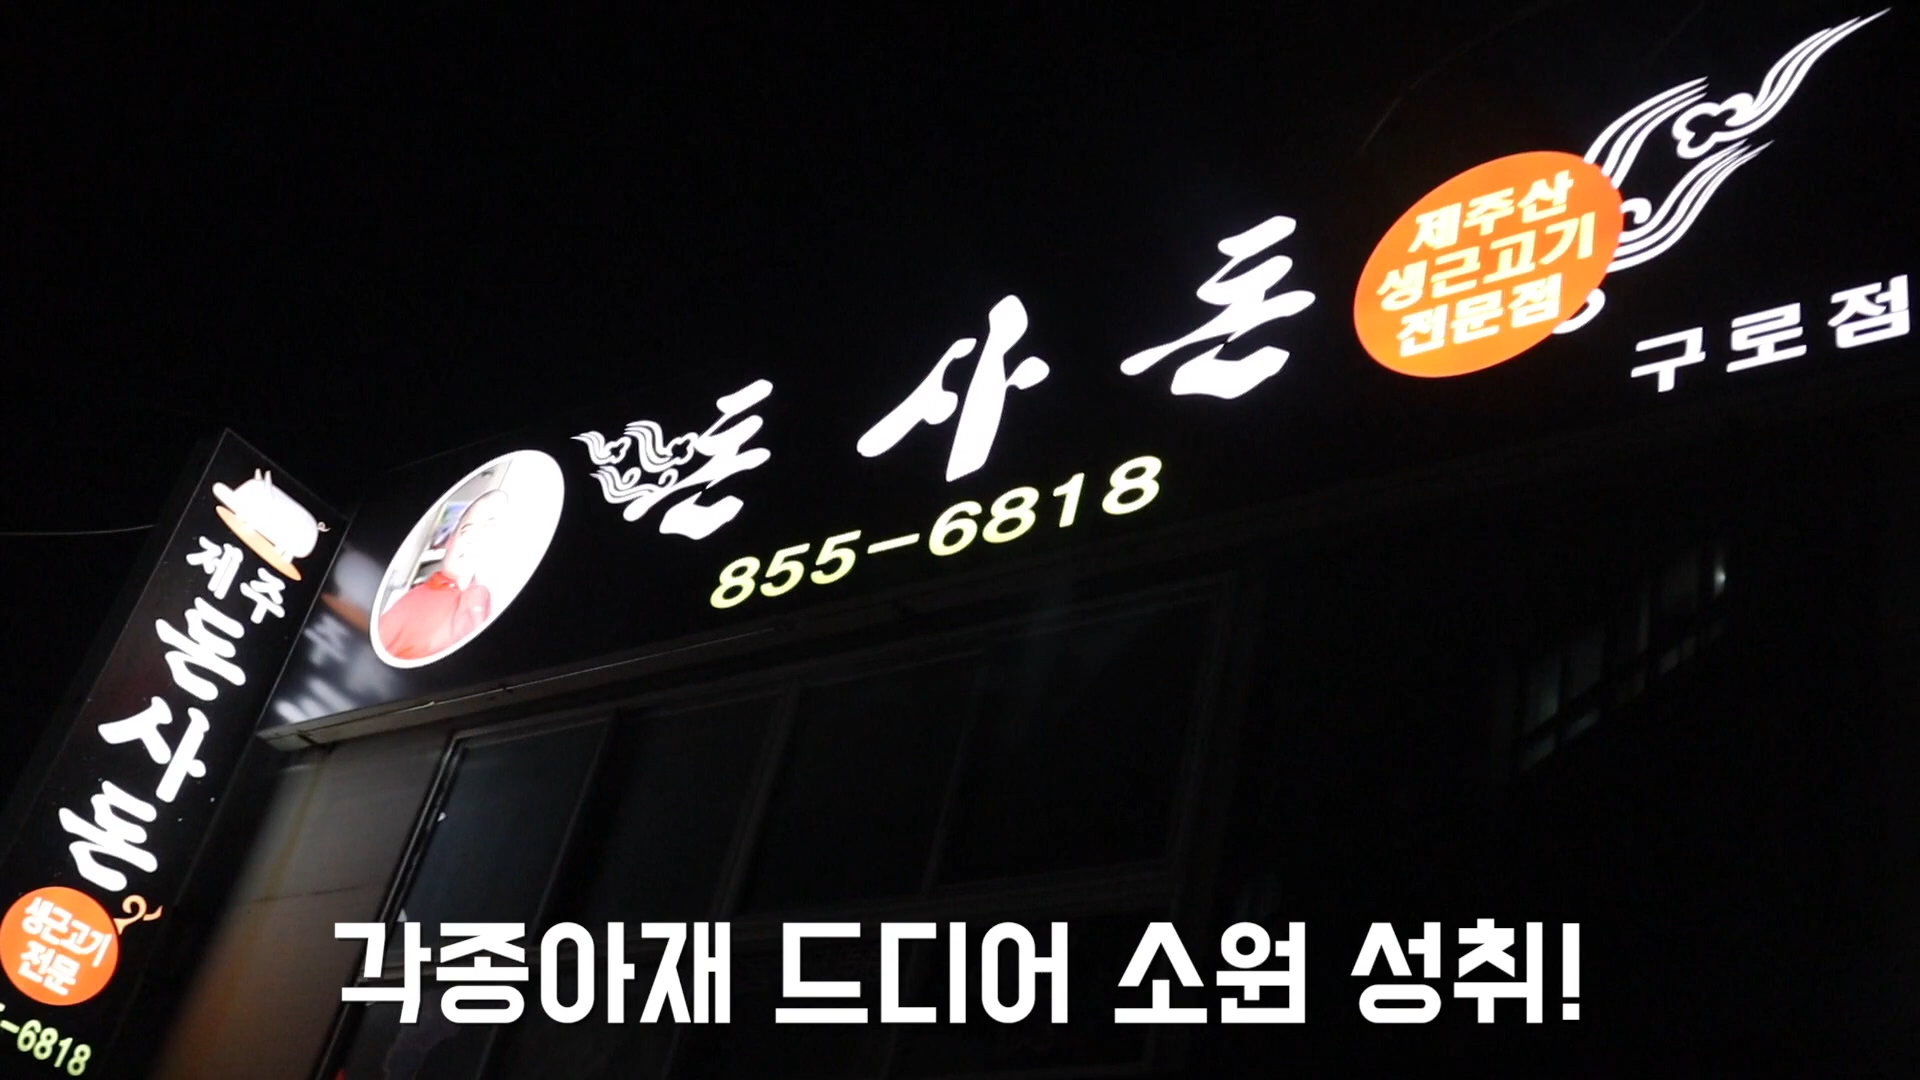 돈사돈
855-6818
제주산
생근고기
전문점
구로점
제주
돈사돈
생근고기
전문
-6818
각종아재 드디어 소원 성취!